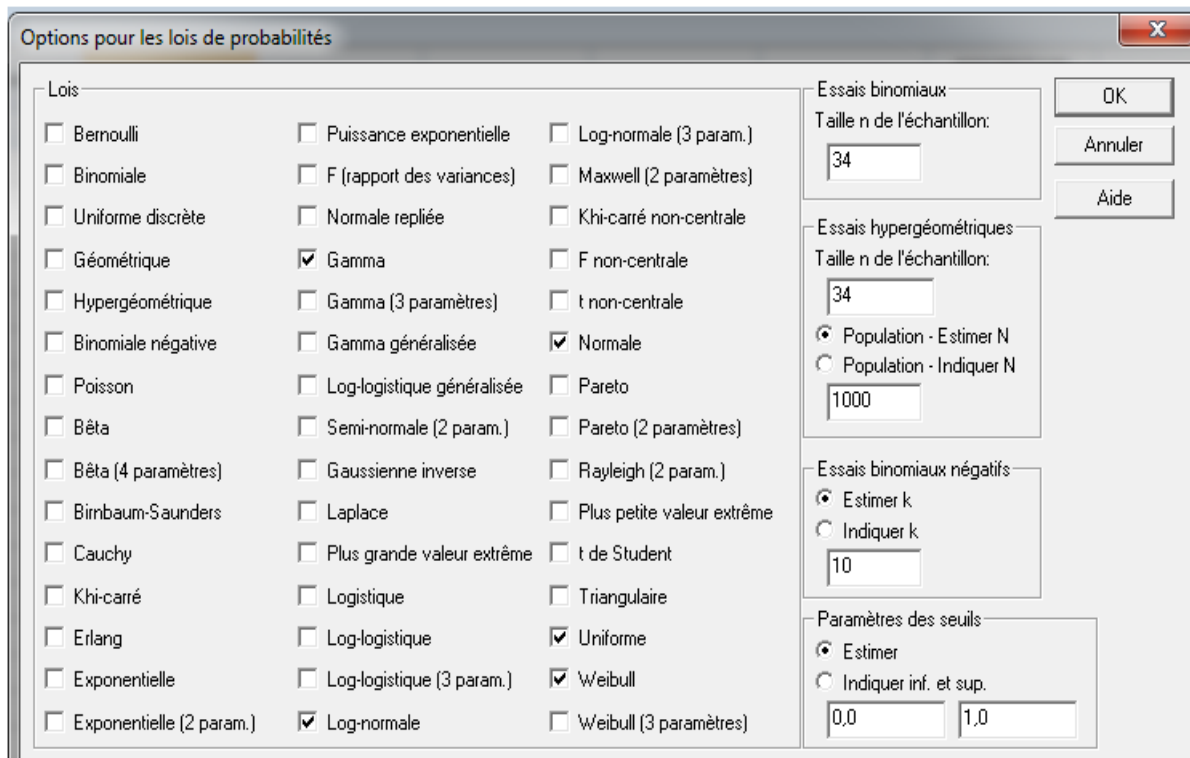 Options pour les lois de probabilités
Lois
Bernoulli
Binomiale
Uniforme discrète
Géométrique
Hypergéométrique
Binomiale négative
Poisson
Bêta
Bêta (4 paramètres)
Birnbaum-Saunders
Cauchy
Khi-carré
Erlang
Exponentielle
Exponentielle (2 param.)
Puissance exponentielle
F (rapport des variances)
Normale repliée
Gamma
Gamma (3 paramètres)
Gamma généralisée
Log-logistique généralisée
Semi-normale (2 param.)
Gaussienne inverse
Laplace
Plus grande valeur extrême
Logistique
Log-logistique
Log-logistique (3 param.)
Log-normale
Log-normale (3 param.)
Maxwell (2 paramètres)
Khi-carré non-centrale
F non-centrale
t non-centrale
Normale
Pareto
Pareto (2 paramètres)
Rayleigh (2 param.)
Plus petite valeur extrême
t de Student
Triangulaire
Uniforme
Weibull
Weibull (3 paramètres)
Essais binomiaux
Taille n de l'échantillon:
34
Essais hypergéométriques
Taille n de l'échantillon:
34
Population - Estimer N
Population - Indiquer N
1000
Essais binomiaux négatifs
Estimer k
Indiquer k
10
Paramètres des seuils
Estimer
Indiquer inf. et sup.
0,0 1,0
OK
Annuler
Aide